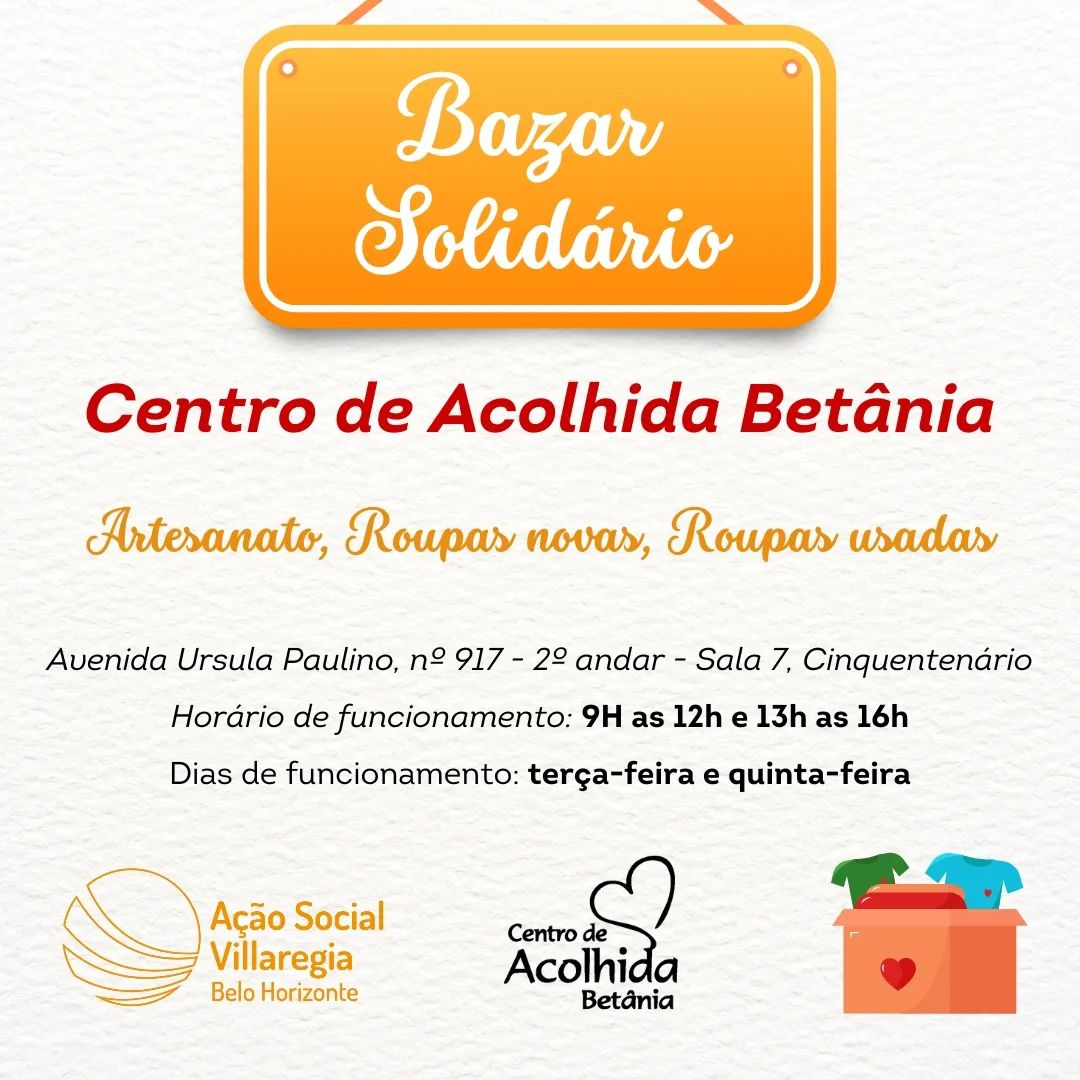 Bazar
Solidário
Centro de Acolhida Betânia
Artesanato, Roupas novas, Roupas usadas
Avenida Ursula Paulino, nº 917 - 2º andar - Sala 7, Cinquentenário
Horário de funcionamento: 9H as 12h e 13h as 16h
Dias de funcionamento: terça-feira e quinta-feira
Ação Social
Villaregia
Belo Horizonte
Centro de
Acolhida
Betânia